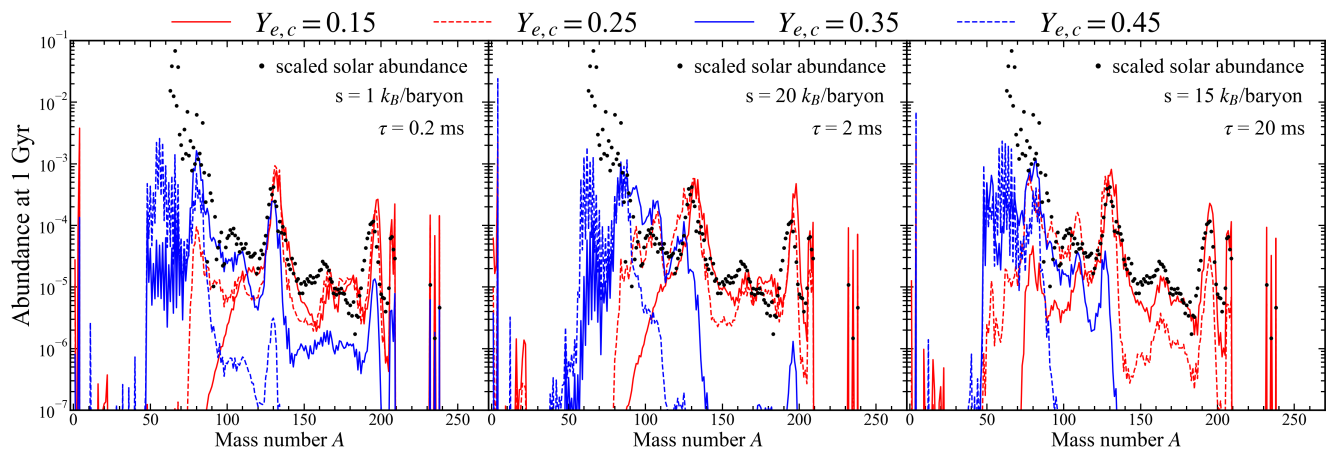 Y_{e,c}=0.15 Y_{e,c}=0.25 Y_{e,c}=0.35 Y_{e,c}=0.45
Abundance at 1 Gyr
10^{-1}
10^{-2}
10^{-3}
10^{-4}
10^{-5}
10^{-6}
10^{-7}
scaled solar abundance
s = 1 k_B/baryon
τ = 0.2 ms
0 50 100 150 200 250
Mass number A
scaled solar abundance
s = 20 k_B/baryon
τ = 2 ms
0 50 100 150 200 250
Mass number A
scaled solar abundance
s = 15 k_B/baryon
τ = 20 ms
0 50 100 150 200 250
Mass number A